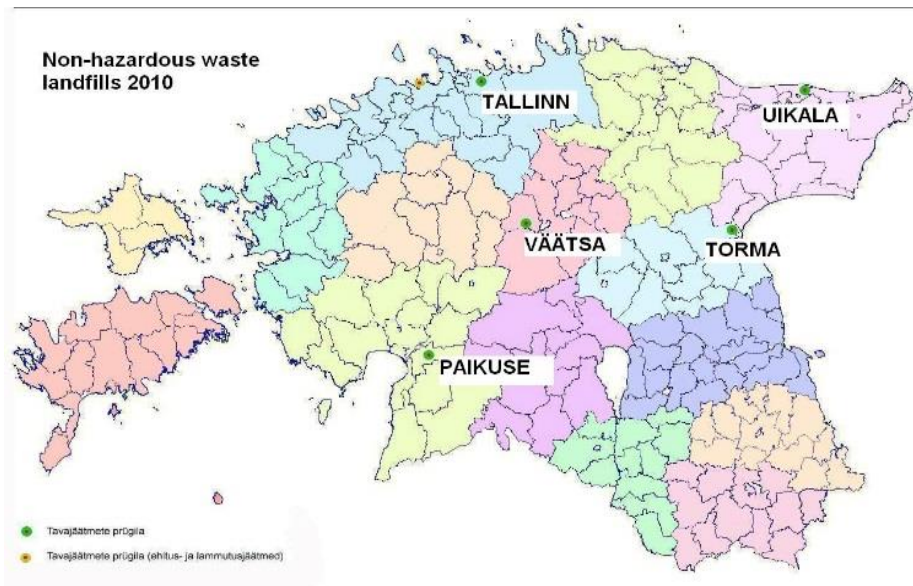 Non-hazardous waste
landfills 2010
TALLINN
UIKALA
VÄÄTSA
TORMA
PAIKUSE
Tavajäätmete prügila
Tavajäätmete prügila (ehitus- ja lammutusjäätmed)